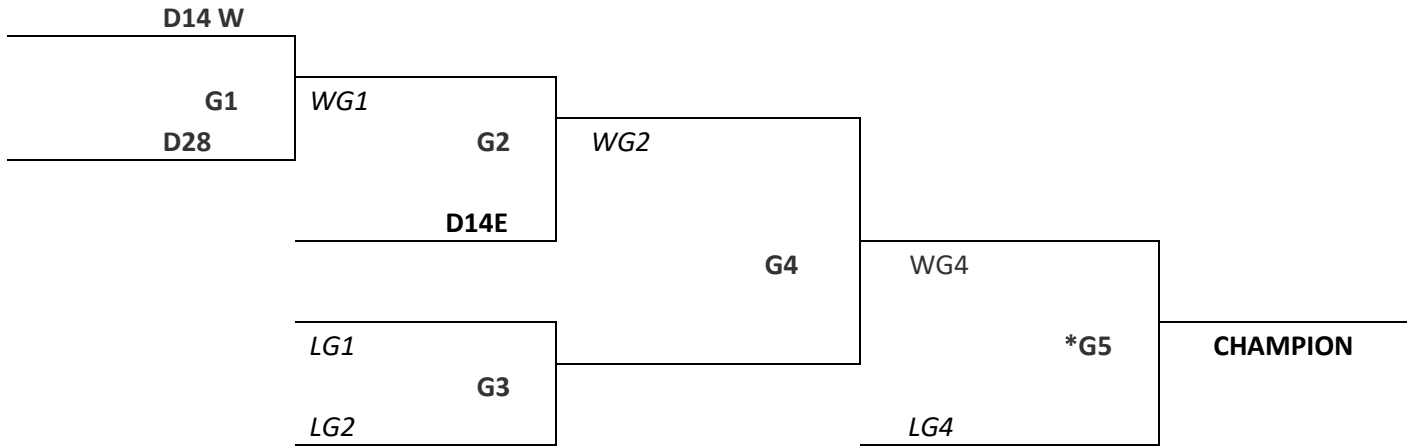 D14 W
G1
WG1
D28
G2
WG2
D14E
G4
WG4
LG1
*G5
CHAMPION
G3
LG2
LG4